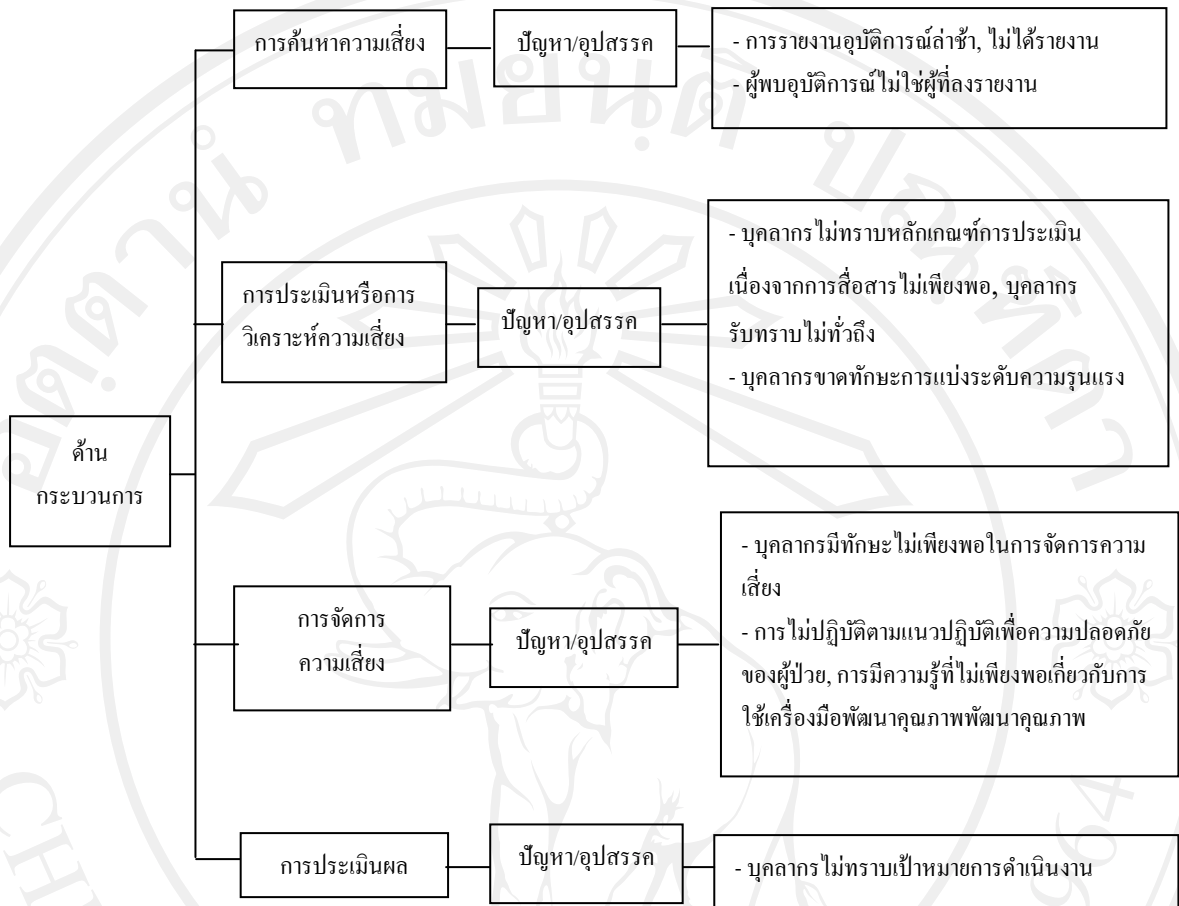 การค้นหาความเสี่ยง
ปัญหา/อุปสรรค
- การรายงานอุบัติการณ์ล่าช้า, ไม่ได้รายงาน
- ผู้พบอุบัติการณ์ไม่ใช่ผู้ที่ลงรายงาน
การประเมินหรือการ
วิเคราะห์ความเสี่ยง
ปัญหา/อุปสรรค
- บุคลากรไม่ทราบหลักเกณฑ์การประเมิน
เนื่องจากการสื่อสารไม่เพียงพอ, บุคลากร
รับทราบไม่ทั่วถึง
- บุคลากรขาดทักษะการแบ่งระดับความรุนแรง
ด้าน
กระบวนการ
การจัดการ
ความเสี่ยง
ปัญหา/อุปสรรค
- บุคลากรมีทักษะไม่เพียงพอในการจัดการความ
เสี่ยง
- การไม่ปฏิบัติตามแนวปฏิบัติเพื่อความปลอดภัย
ของผู้ป่วย, การมีความรู้ที่ไม่เพียงพอเกี่ยวกับการ
ใช้เครื่องมือพัฒนาคุณภาพพัฒนาคุณภาพ
การประเมินผล
ปัญหา/อุปสรรค
- บุคลากรไม่ทราบเป้าหมายการดำเนินงาน